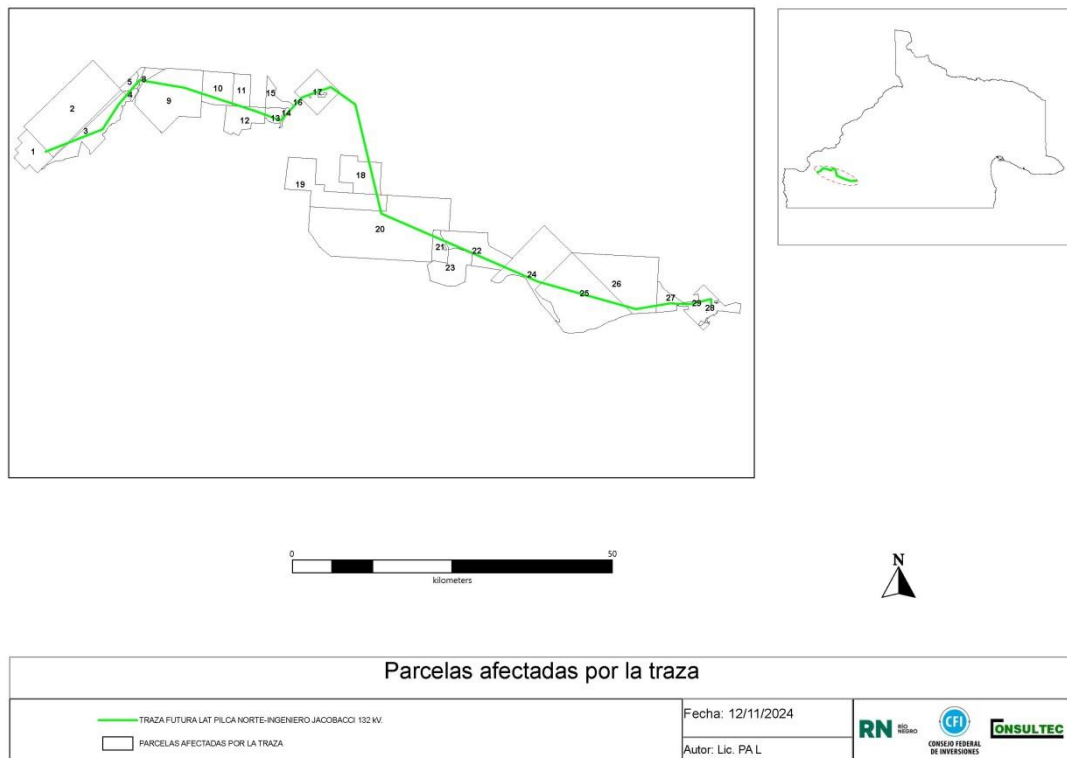 5
8
4
2
3
1
9
10
11
12
15
13
14
16
17
18
19
20
21
22
23
24
25
26
27
29
28
0
50
kilometers
N
Parcelas afectadas por la traza
TRAZA FUTURA LAT PILCA NORTE-INGENIERO JACOBACCI 132 kV.
PARCELAS AFECTADAS POR LA TRAZA
Fecha: 12/11/2024
Autor: Lic. PA L
RN RÍO
NEGRO
CFI
CONSEJO FEDERAL
DE INVERSIONES
CONSULTEC